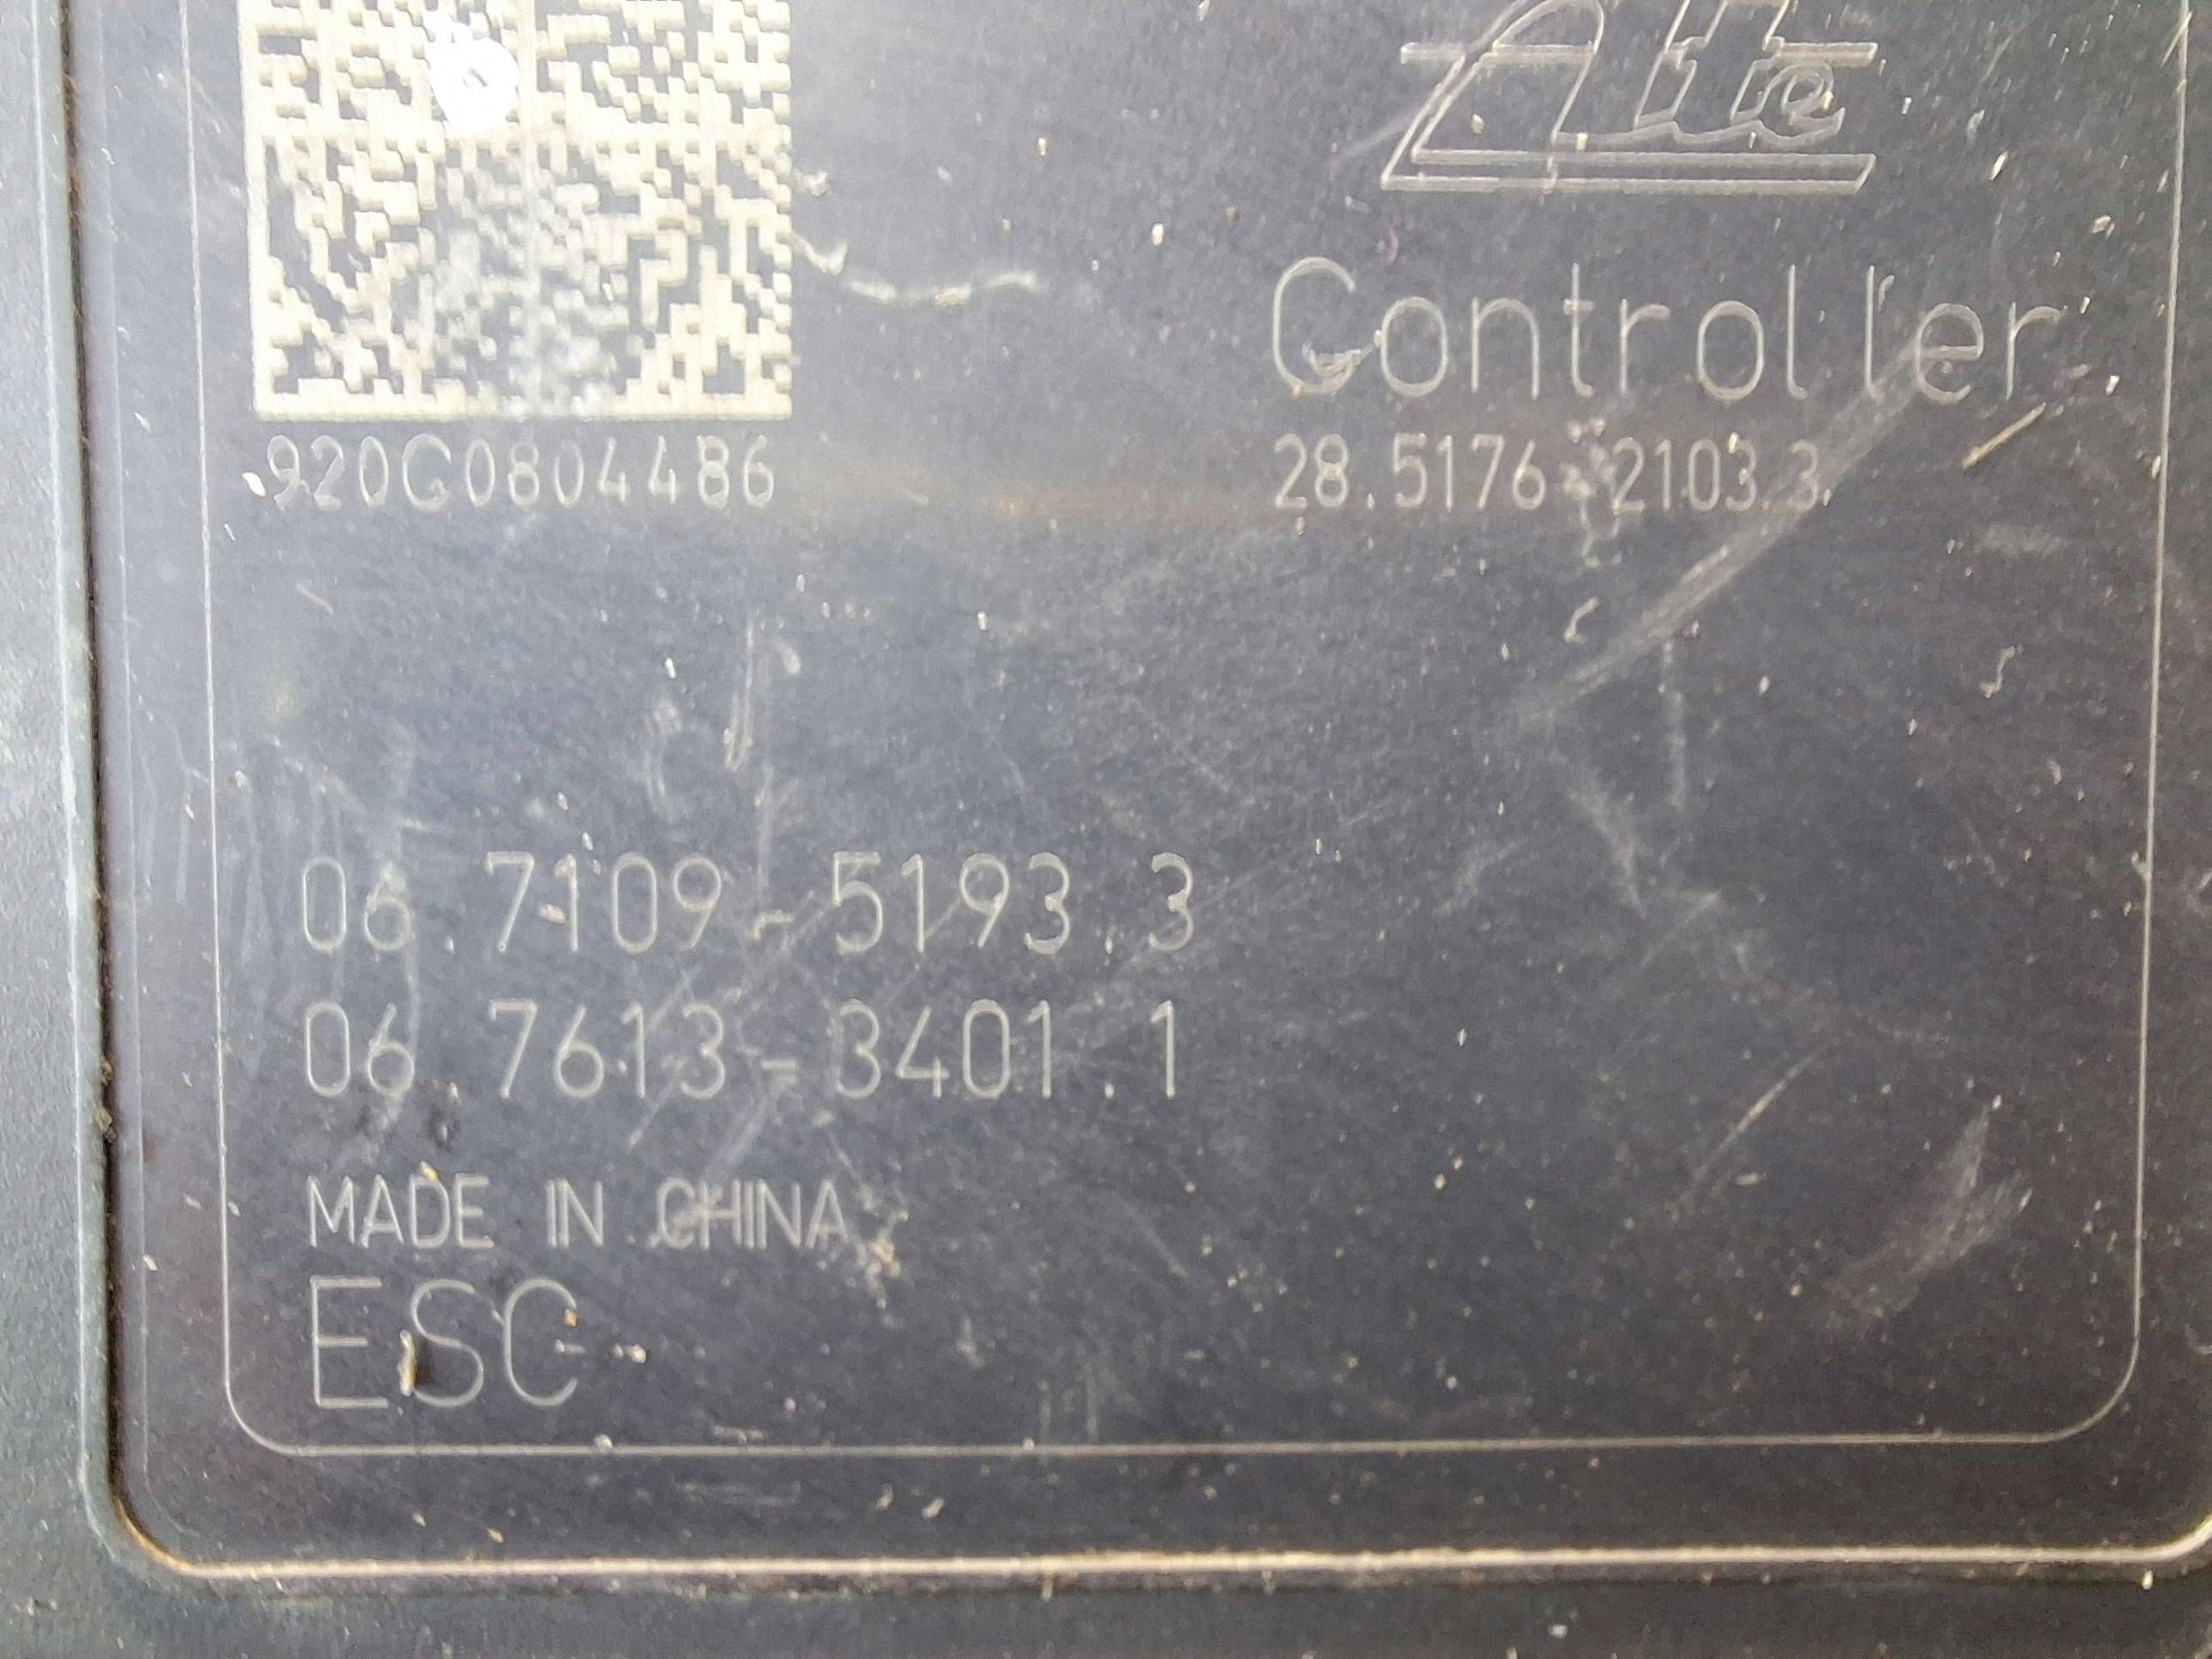 Ate
Controller
920G0804486
28.5176-2103.3
06.7109-5193.3
06.7613-3401.1
MADE IN CHINA
ESC